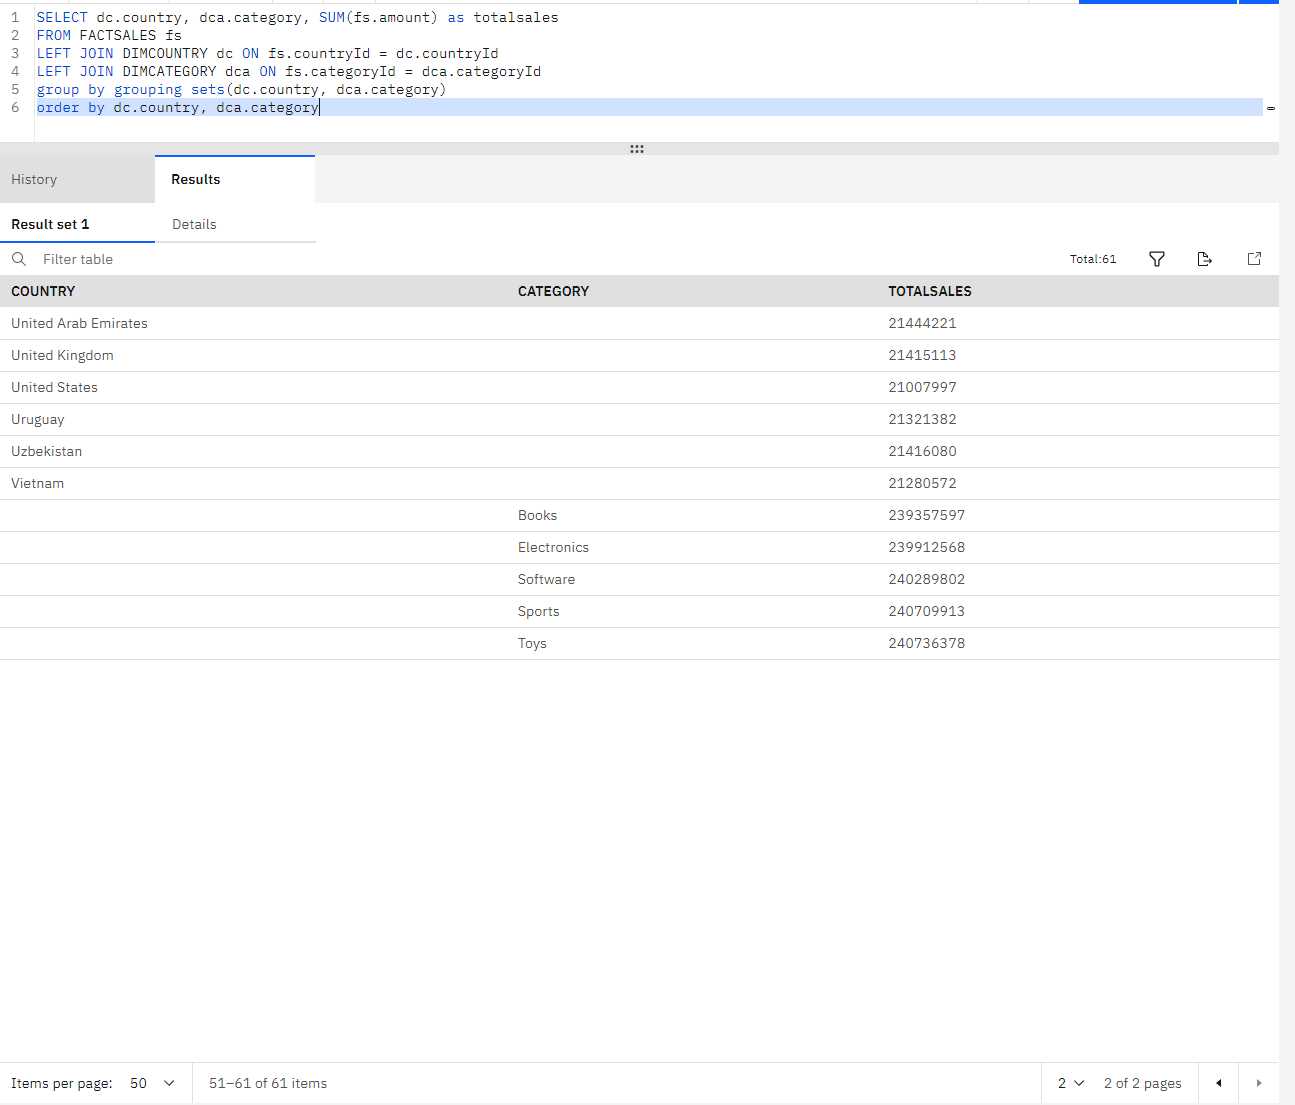 1 SELECT dc.country, dca.category, SUM(fs.amount) as totalsales
2 FROM FACTSALES fs
3 LEFT JOIN DIMCOUNTRY dc ON fs.countryId = dc.countryId
4 LEFT JOIN DIMCATEGORY dca ON fs.categoryId = dca.categoryId
5 group by grouping sets(dc.country, dca.category)
6 order by dc.country, dca.category
History Results
Result set 1 Details
Filter table Total:61
COUNTRY CATEGORY TOTALSALES
United Arab Emirates 21444221
United Kingdom 21415113
United States 21007997
Uruguay 21321382
Uzbekistan 21416080
Vietnam 21280572
Books 239357597
Electronics 239912568
Software 240289802
Sports 240709913
Toys 240736378
Items per page: 50 51–61 of 61 items 2 2 of 2 pages